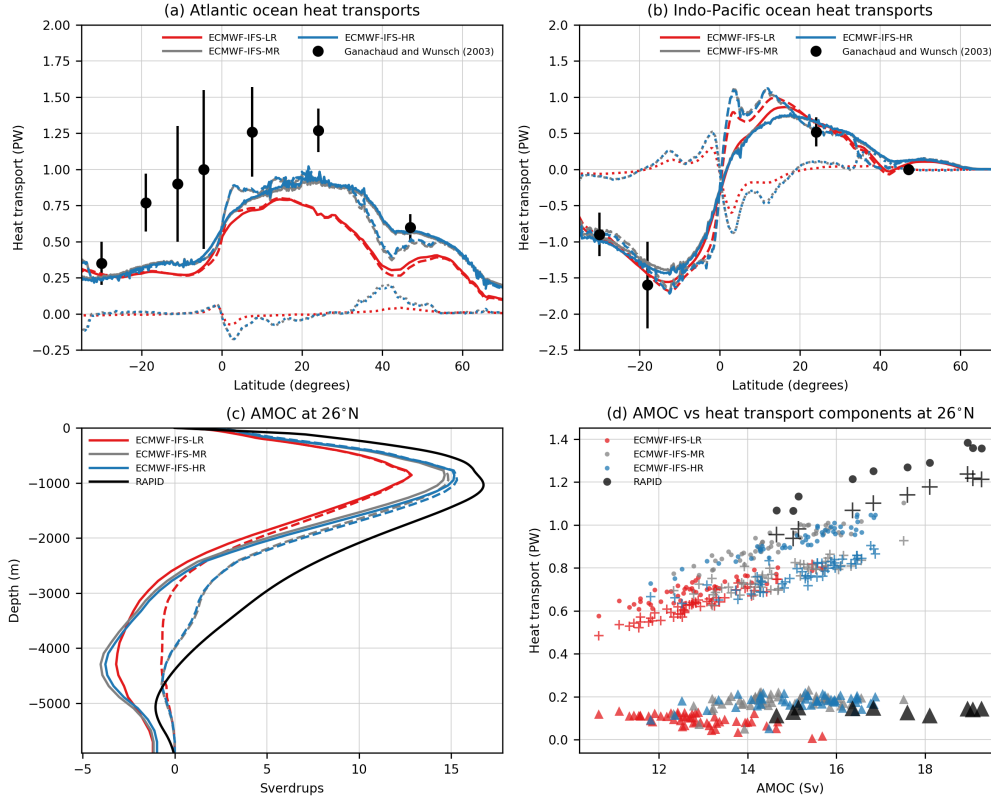 (a) Atlantic ocean heat transports
2.00
1.75
1.50
1.25
1.00
0.75
0.50
0.25
0.00
−0.25
Heat transport (PW)
ECMWF-IFS-LR
ECMWF-IFS-MR
ECMWF-IFS-HR
Ganachaud and Wunsch (2003)
−20
0
20
40
60
Latitude (degrees)
(b) Indo-Pacific ocean heat transports
2.0
1.5
1.0
0.5
0.0
−0.5
−1.0
−1.5
−2.0
−2.5
Heat transport (PW)
ECMWF-IFS-LR
ECMWF-IFS-MR
ECMWF-IFS-HR
Ganachaud and Wunsch (2003)
−20
0
20
40
60
Latitude (degrees)
(c) AMOC at 26°N
0
−1000
−2000
−3000
−4000
−5000
Depth (m)
ECMWF-IFS-LR
ECMWF-IFS-MR
ECMWF-IFS-HR
RAPID
−5
0
5
10
15
Sverdrups
(d) AMOC vs heat transport components at 26°N
1.4
1.2
1.0
0.8
0.6
0.4
0.2
0.0
Heat transport (PW)
ECMWF-IFS-LR
ECMWF-IFS-MR
ECMWF-IFS-HR
RAPID
12
14
16
18
AMOC (Sv)